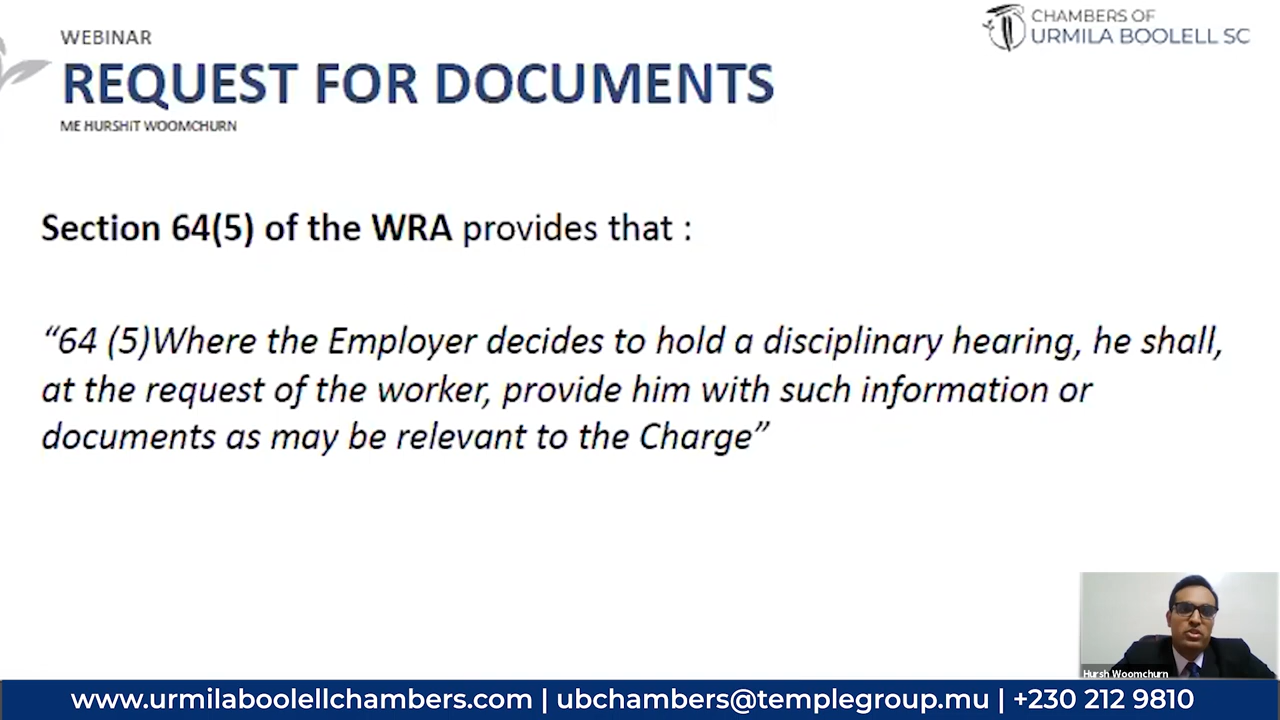 WEBINAR
REQUEST FOR DOCUMENTS
ME HURSHIT WOOMCHURN
CHAMBERS OF
URMILA BOOLELL SC
Section 64(5) of the WRA provides that :
“64 (5)Where the Employer decides to hold a disciplinary hearing, he shall,
at the request of the worker, provide him with such information or
documents as may be relevant to the Charge”
Hursh Woomchurn
www.urmilaboolellchambers.com | ubchambers@templegroup.mu | +230 212 9810